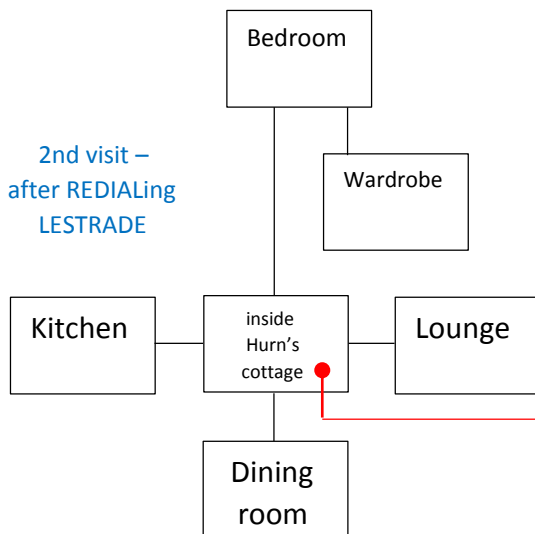 Bedroom
2nd visit –
after REDIALing
LESTRADE
Wardrobe
Kitchen
inside
Hurn's
cottage
Lounge
Dining
room